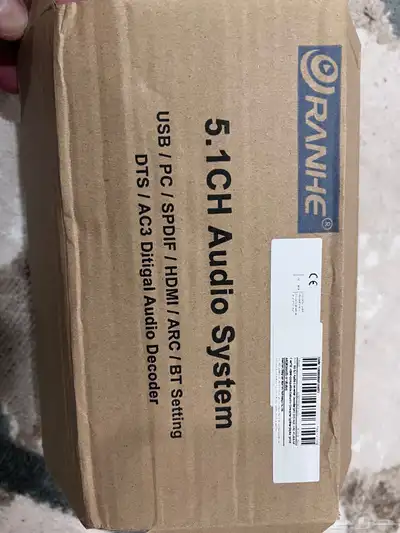 RANHE®
5.1CH Audio System
USB / PC / SPDIF / HDMI / ARC / BT Setting
DTS / AC3 Ditigal Audio Decoder
CE